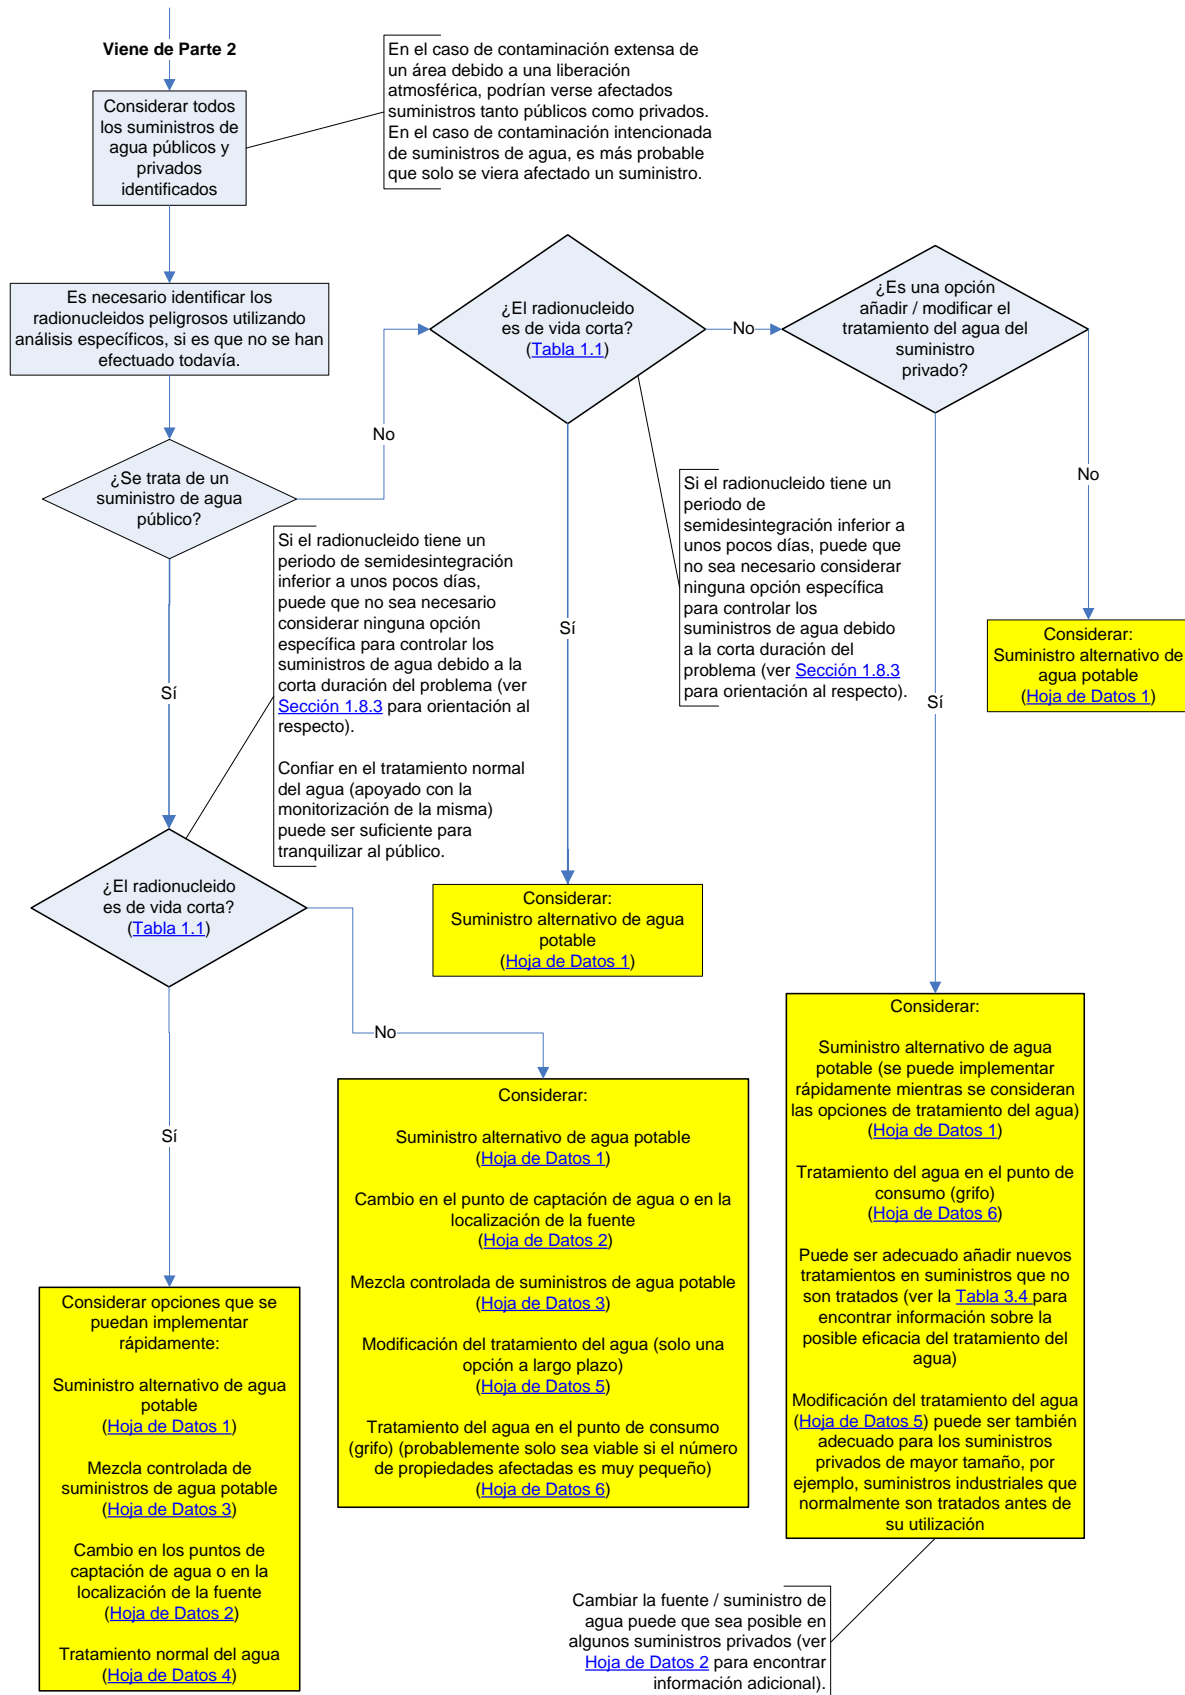 Viene de Parte 2
Considerar todos
los suministros de
agua públicos y
privados
identificados
En el caso de contaminación extensa de
un área debido a una liberación
atmosférica, podrían verse afectados
suministros tanto públicos como privados.
En el caso de contaminación intencionada
de suministros de agua, es más probable
que solo se viera afectado un suministro.
Es necesario identificar los
radionucleidos peligrosos utilizando
análisis específicos, si es que no se han
efectuado todavía.
¿El radionucleido
es de vida corta?
(Tabla 1.1)
No
¿Es una opción
añadir / modificar el
tratamiento del agua del
suministro
privado?
No
¿Se trata de un
suministro de agua
público?
No
Si el radionucleido tiene un
periodo de semidesintegración
inferior a unos pocos días,
puede que no sea necesario
considerar ninguna opción
específica para controlar los
suministros de agua debido a la
corta duración del problema (ver
Sección 1.8.3 para orientación al
respecto).
Confiar en el tratamiento normal
del agua (apoyado con la
monitorización de la misma)
puede ser suficiente para
tranquilizar al público.
Sí
Si el radionucleido tiene un
periodo de
semidesintegración inferior a
unos pocos días, puede que
no sea necesario considerar
ninguna opción específica
para controlar los
suministros de agua debido
a la corta duración del
problema (ver Sección 1.8.3
para orientación al respecto).
Sí
Considerar:
Suministro alternativo de
agua potable
(Hoja de Datos 1)
Sí
¿El radionucleido
es de vida corta?
(Tabla 1.1)
Considerar:
Suministro alternativo de agua
potable
(Hoja de Datos 1)
No
Sí
Considerar opciones que se
puedan implementar
rápidamente:
Suministro alternativo de agua
potable
(Hoja de Datos 1)
Mezcla controlada de
suministros de agua potable
(Hoja de Datos 3)
Cambio en los puntos de
captación de agua o en la
localización de la fuente
(Hoja de Datos 2)
Tratamiento normal del agua
(Hoja de Datos 4)
Considerar:
Suministro alternativo de agua potable
(Hoja de Datos 1)
Cambio en el punto de captación de agua o en la
localización de la fuente
(Hoja de Datos 2)
Mezcla controlada de suministros de agua potable
(Hoja de Datos 3)
Modificación del tratamiento del agua (solo una
opción a largo plazo)
(Hoja de Datos 5)
Tratamiento del agua en el punto de consumo
(grifo) (probablemente solo sea viable si el número
de propiedades afectadas es muy pequeño)
(Hoja de Datos 6)
Considerar:
Suministro alternativo de agua
potable (se puede implementar
rápidamente mientras se consideran
las opciones de tratamiento del agua)
(Hoja de Datos 1)
Tratamiento del agua en el punto de
consumo (grifo)
(Hoja de Datos 6)
Puede ser adecuado añadir nuevos
tratamientos en suministros que no
son tratados (ver la Tabla 3.4 para
encontrar información sobre la
posible eficacia del tratamiento del
agua)
Modificación del tratamiento del agua
(Hoja de Datos 5) puede ser también
adecuado para los suministros
privados de mayor tamaño, por
ejemplo, suministros industriales que
normalmente son tratados antes de
su utilización
Cambiar la fuente / suministro de
agua puede que sea posible en
algunos suministros privados (ver
Hoja de Datos 2 para encontrar
información adicional).